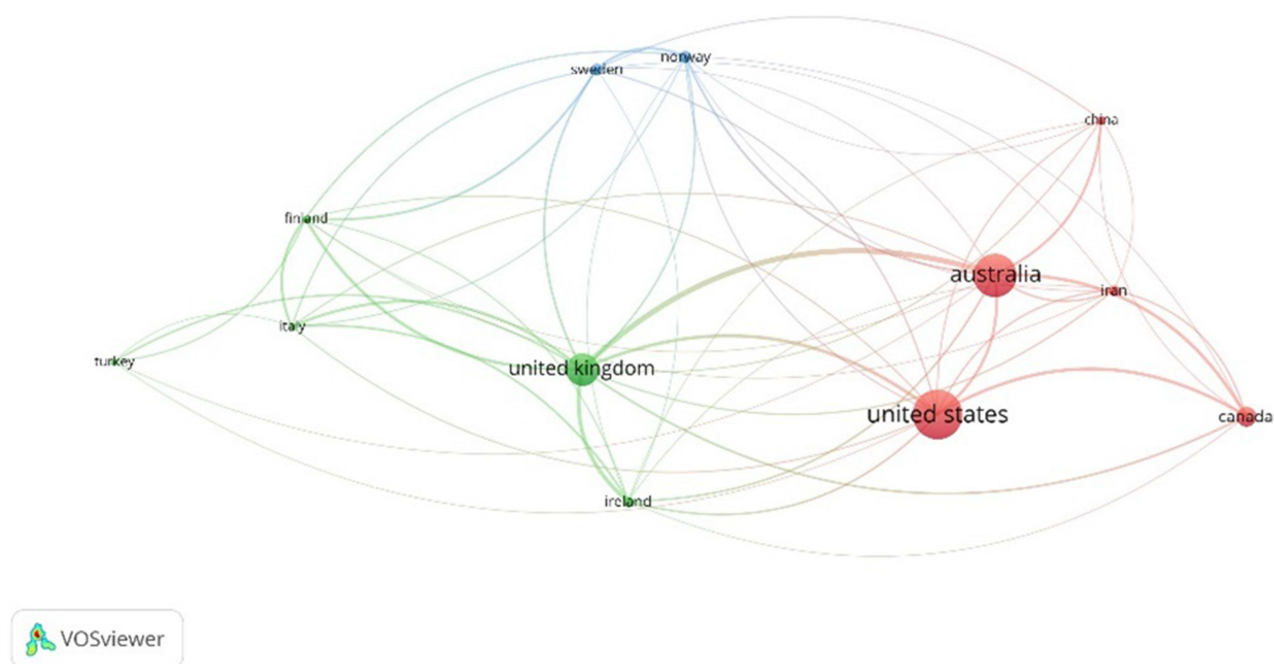 norway
sweden
china
finland
australia
iran
italy
turkey
united kingdom
united states
canada
ireland
VOSviewer